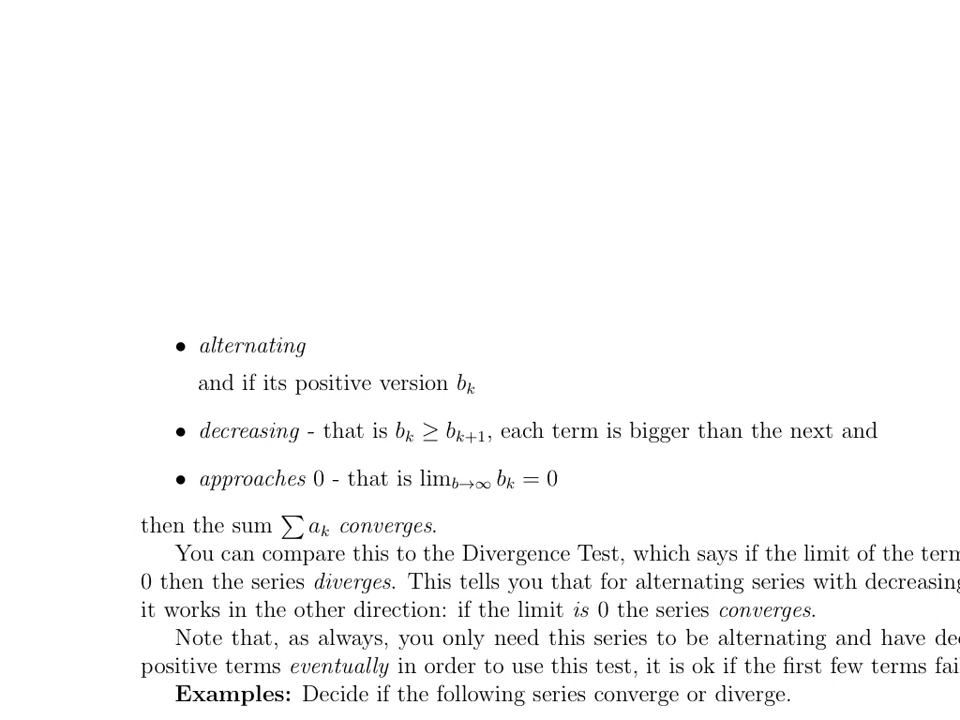 • alternating
and if its positive version b_k
• decreasing - that is b_k ≥ b_{k+1}, each term is bigger than the next and
• approaches 0 - that is lim_{b→∞} b_k = 0
then the sum ∑ a_k converges.
You can compare this to the Divergence Test, which says if the limit of the term
0 then the series diverges. This tells you that for alternating series with decreasing
it works in the other direction: if the limit is 0 the series converges.
Note that, as always, you only need this series to be alternating and have dec
positive terms eventually in order to use this test, it is ok if the first few terms fai
Examples: Decide if the following series converge or diverge.